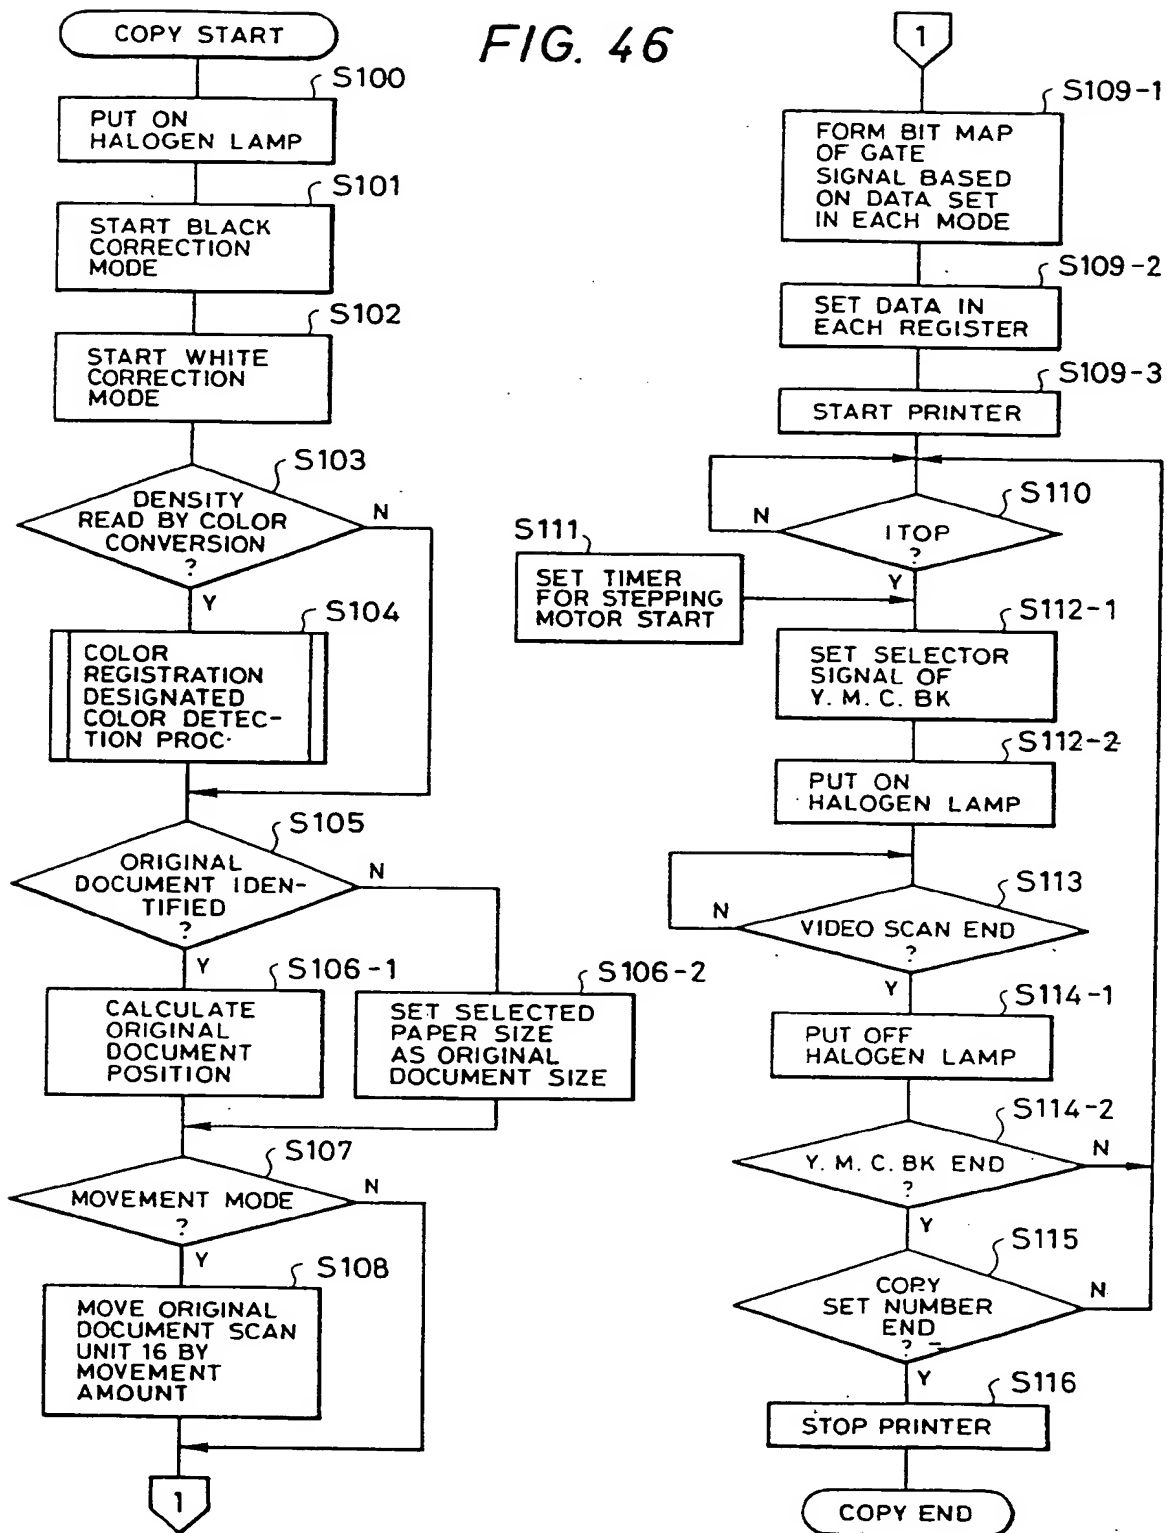 FIG. 46
COPY START
S100
PUT ON
HALOGEN LAMP
S101
START BLACK
CORRECTION
MODE
S102
START WHITE
CORRECTION
MODE
S103
DENSITY
READ BY COLOR
CONVERSION
?
N
Y
S104
COLOR
REGISTRATION
DESIGNATED
COLOR DETEC-
TION PROC.
S105
ORIGINAL
DOCUMENT IDEN-
TIFIED
?
N
Y
S106-1
CALCULATE
ORIGINAL
DOCUMENT
POSITION
S106-2
SET SELECTED
PAPER SIZE
AS ORIGINAL
DOCUMENT SIZE
S107
MOVEMENT MODE
?
N
Y
S108
MOVE ORIGINAL
DOCUMENT SCAN
UNIT 16 BY
MOVEMENT
AMOUNT
1
1
S109-1
FORM BIT MAP
OF GATE
SIGNAL BASED
ON DATA SET
IN EACH MODE
S109-2
SET DATA IN
EACH REGISTER
S109-3
START PRINTER
S110
ITOP
?
N
Y
S111
SET TIMER
FOR STEPPING
MOTOR START
S112-1
SET SELECTOR
SIGNAL OF
Y. M. C. BK
S112-2
PUT ON
HALOGEN LAMP
S113
VIDEO SCAN END
?
N
Y
S114-1
PUT OFF
HALOGEN LAMP
S114-2
Y. M. C. BK END
?
N
Y
S115
COPY
SET NUMBER
END
?
N
Y
S116
STOP PRINTER
COPY END